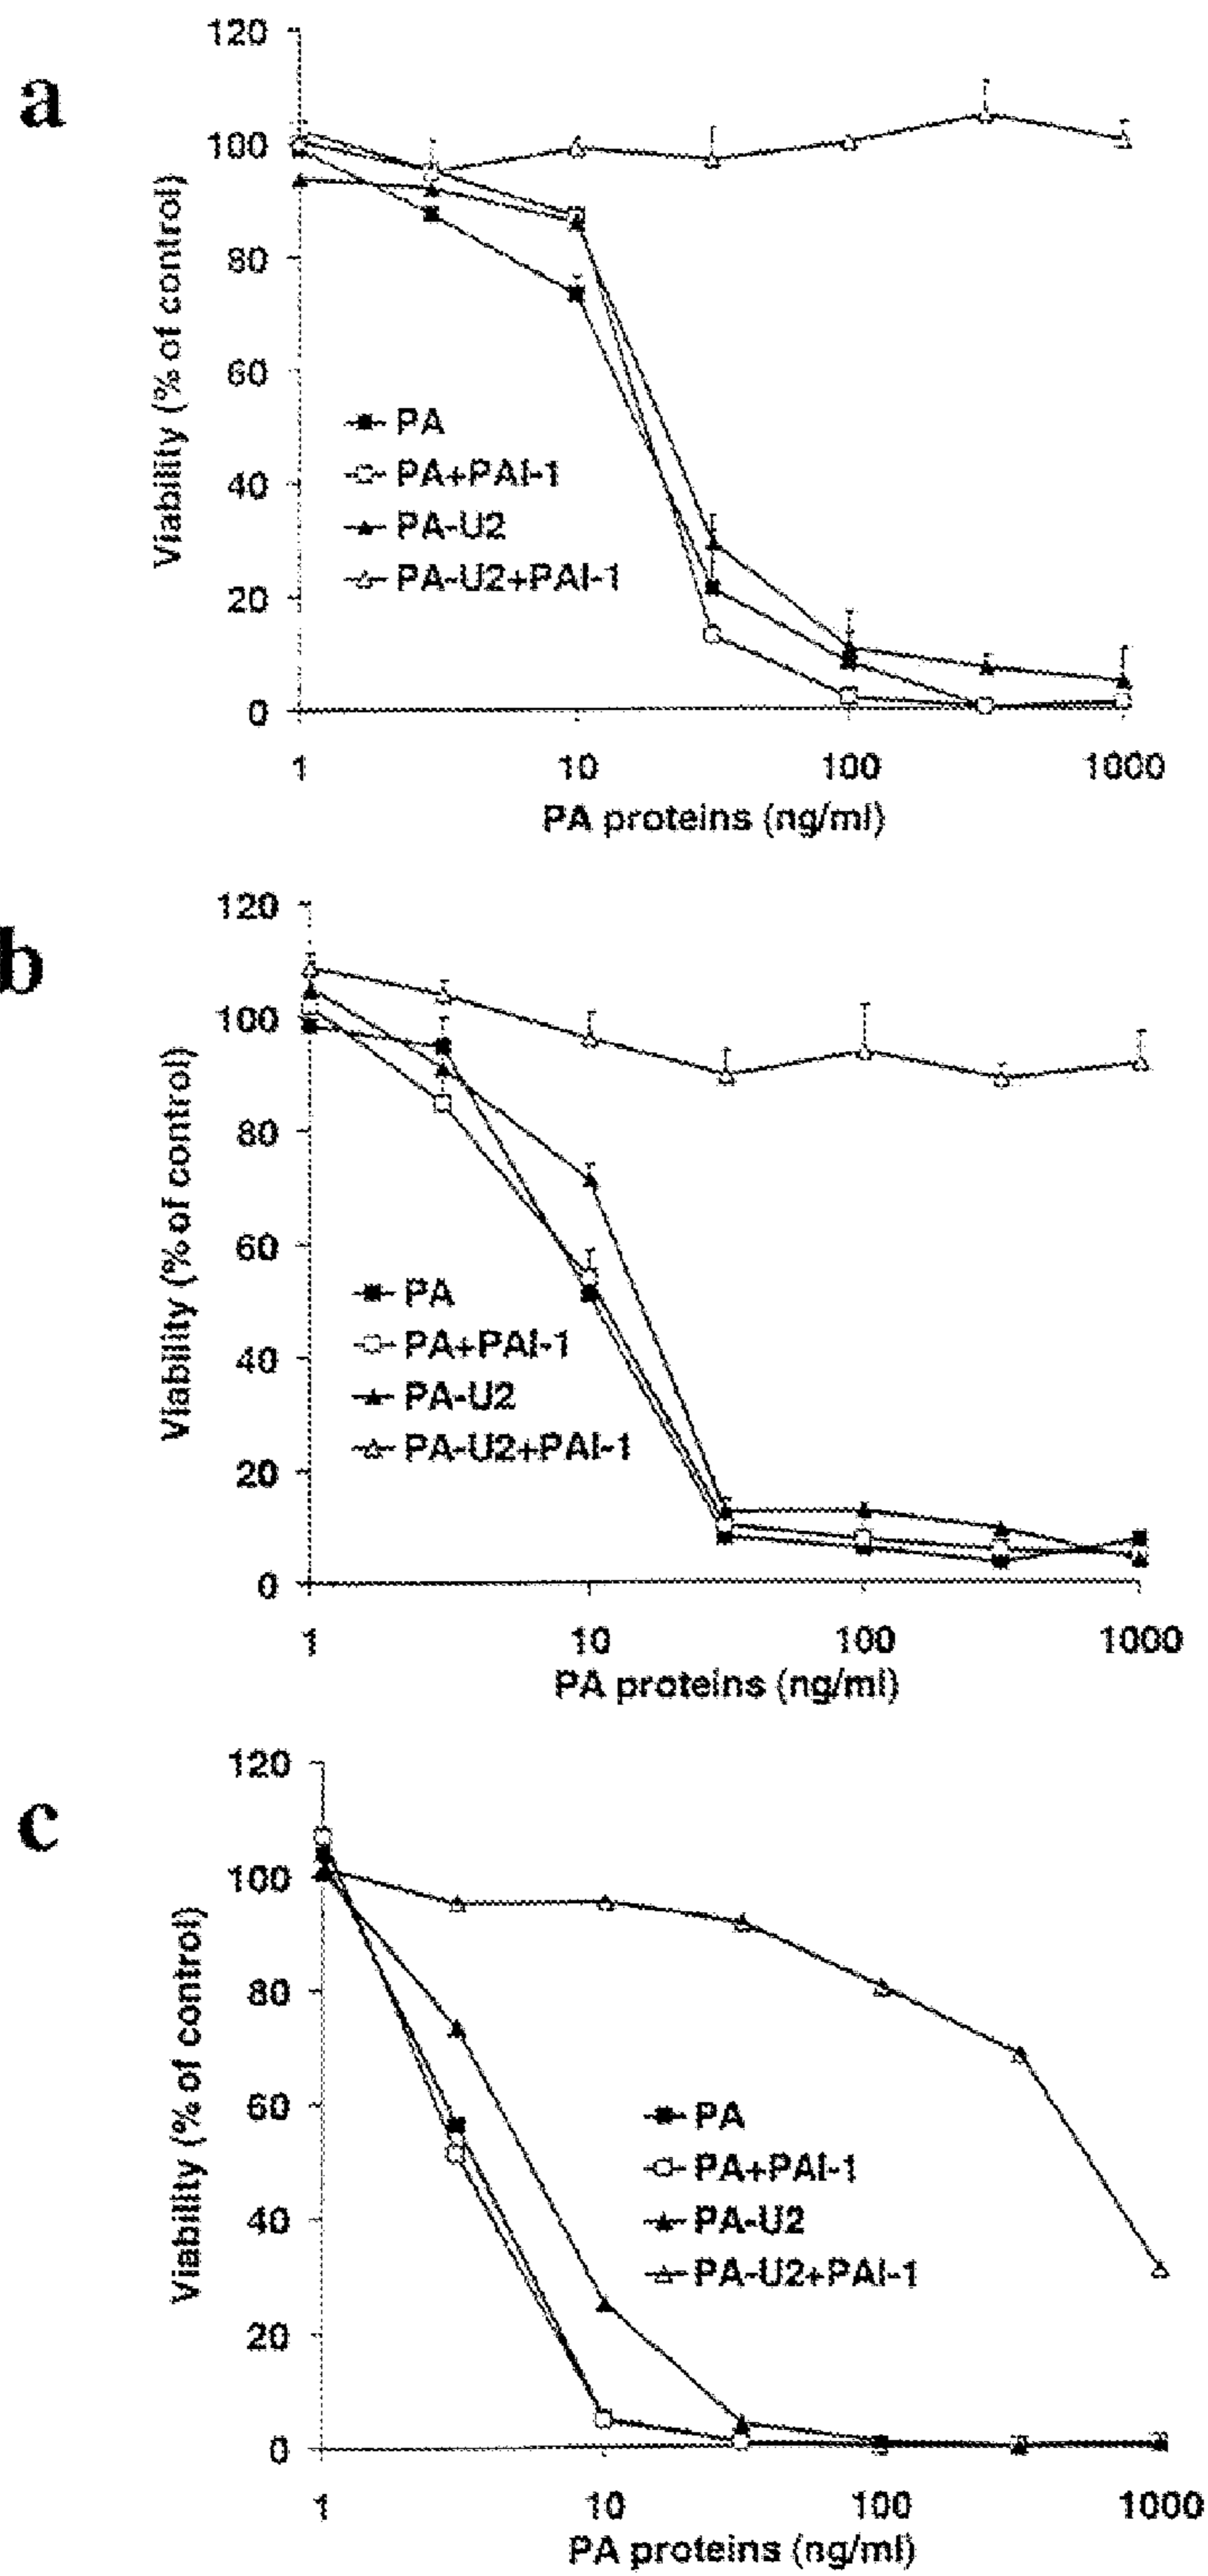 a
120
100
80
60
40
20
0
Viability (% of control)
PA
PA+PAI-1
PA-U2
PA-U2+PAI-1
1 10 100 1000
PA proteins (ng/ml)
b
120
100
80
60
40
20
0
Viability (% of control)
PA
PA+PAI-1
PA-U2
PA-U2+PAI-1
1 10 100 1000
PA proteins (ng/ml)
c
120
100
80
60
40
20
0
Viability (% of control)
PA
PA+PAI-1
PA-U2
PA-U2+PAI-1
1 10 100 1000
PA proteins (ng/ml)